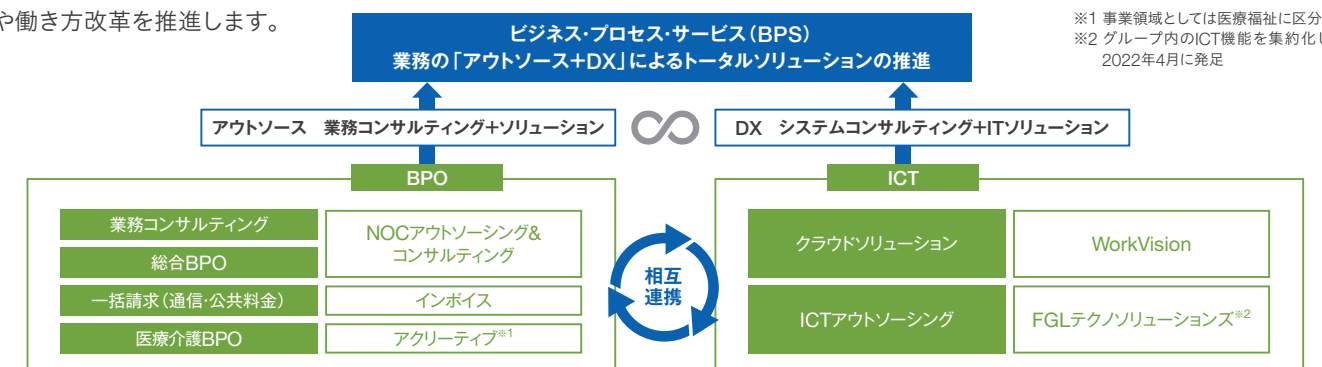 や働き方改革を推進します。
※1 事業領域としては医療福祉に区分
※2 グループ内のICT機能を集約化し
2022年4月に発足
ビジネス・プロセス・サービス（BPS）
業務の「アウトソース+DX」によるトータルソリューションの推進
アウトソース　業務コンサルティング+ソリューション
DX　システムコンサルティング+ITソリューション
BPO
業務コンサルティング
総合BPO
NOCアウトソーシング&
コンサルティング
一括請求（通信・公共料金）
インボイス
医療介護BPO
アクリーティブ※1
相互
連携
ICT
クラウドソリューション
WorkVision
ICTアウトソーシング
FGLテクノソリューションズ※2